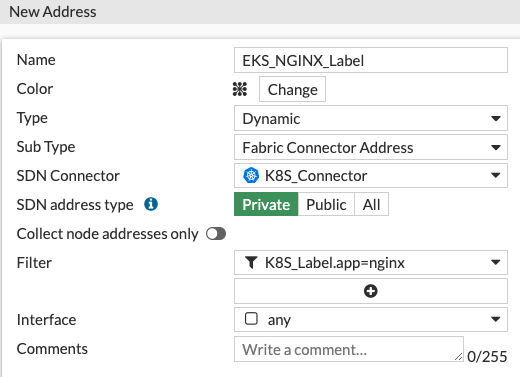 New Address
Name EKS_NGINX_Label
Color Change
Type Dynamic
Sub Type Fabric Connector Address
SDN Connector K8S_Connector
SDN address type Private Public All
Collect node addresses only
Filter K8S_Label.app=nginx
Interface any
Comments Write a comment... 0/255